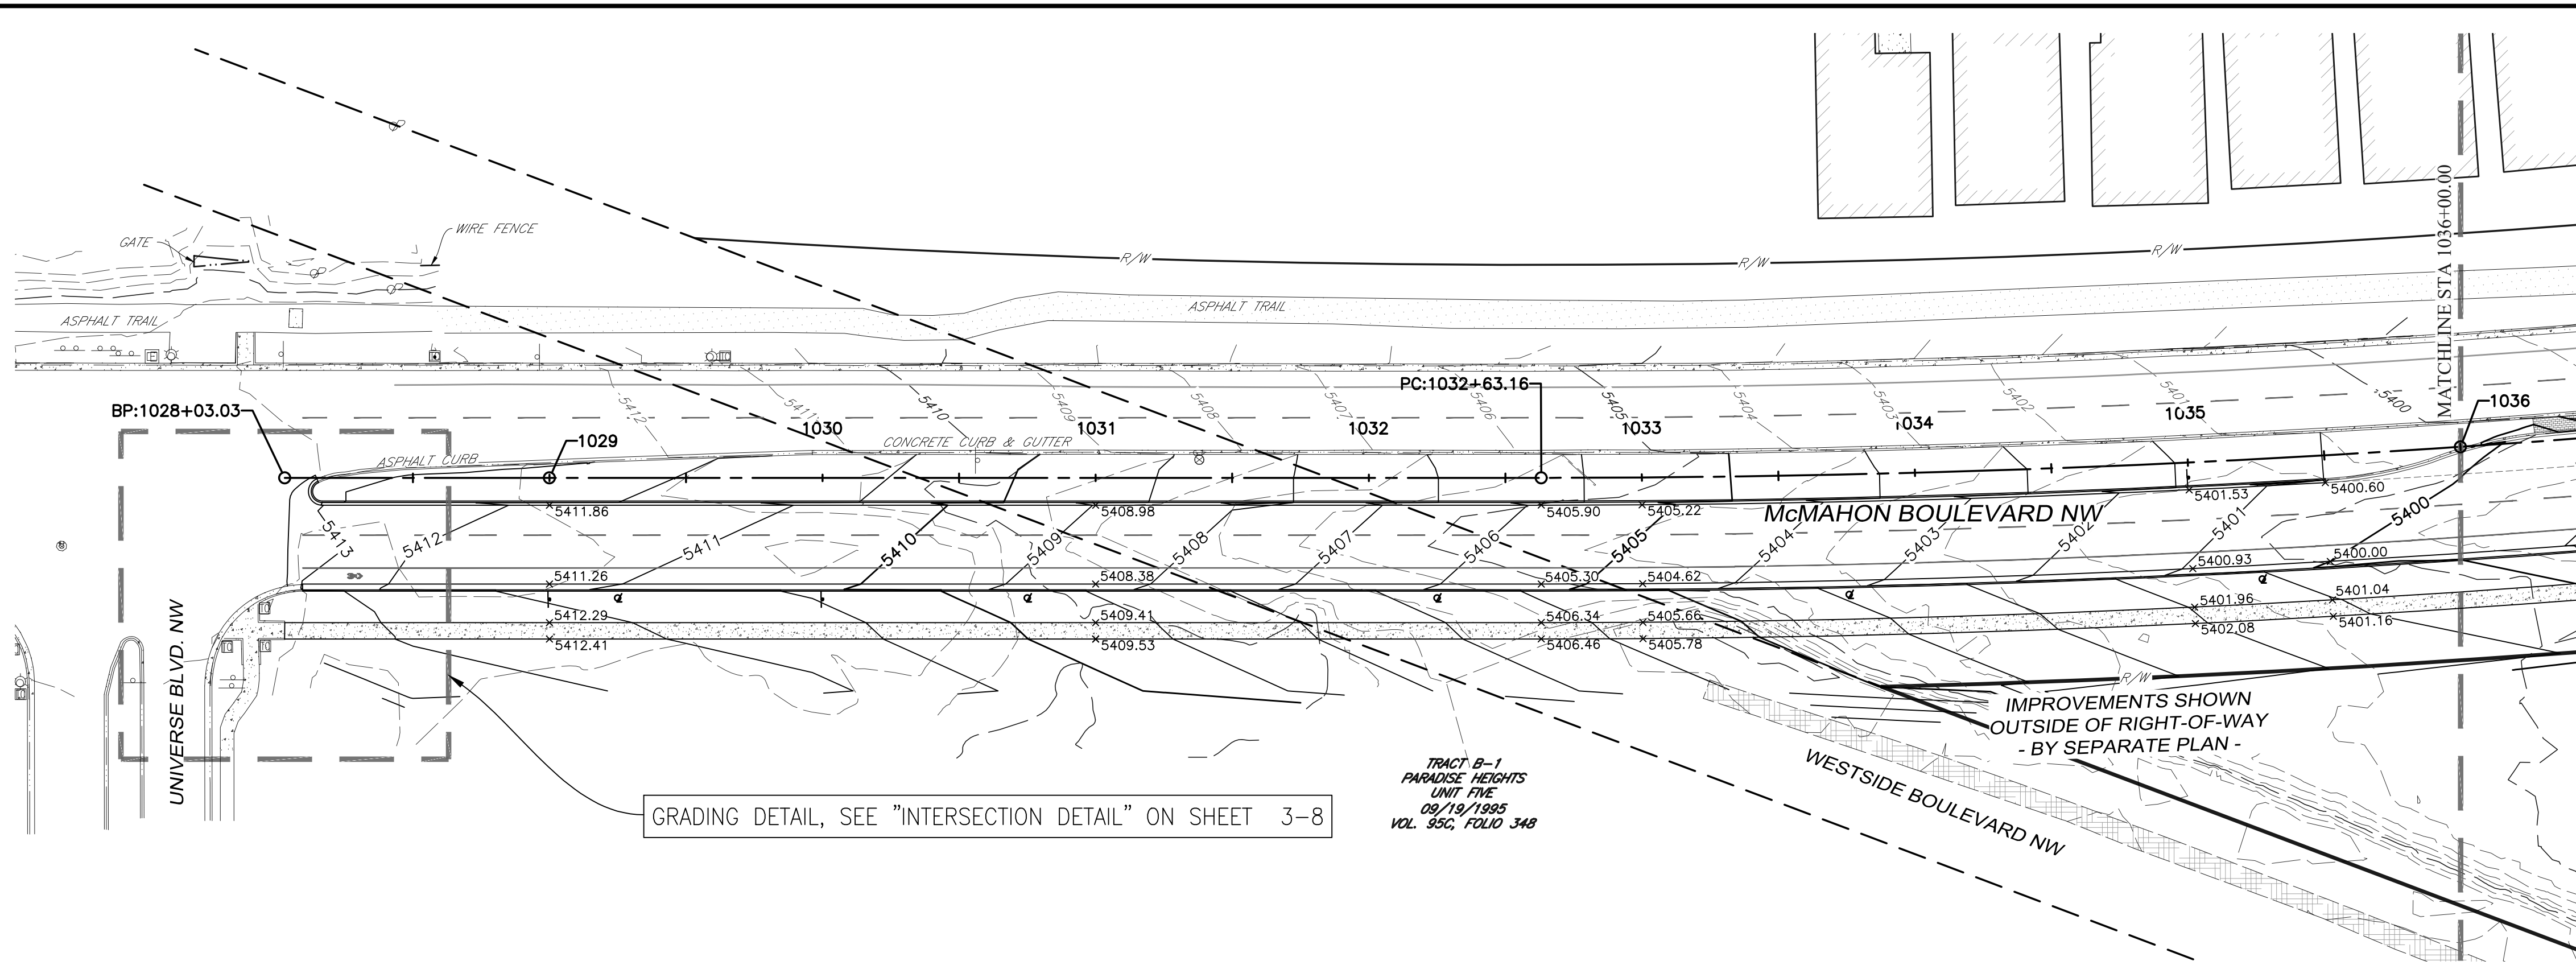 GATE
WIRE FENCE
R/W
R/W
R/W
MATCHLINE STA 1036+00.00
ASPHALT TRAIL
ASPHALT TRAIL
BP:1028+03.03
PC:1032+63.16
5412
5411
5410
5409
5408
5407
5406
5405
5404
5403
5402
5401
5400
1029
1030
1031
1032
1033
1034
1035
1036
CONCRETE CURB & GUTTER
ASPHALT CURB
5411.86
5408.98
5405.90
5405.22
5401.53
5400.60
McMAHON BOULEVARD NW
5413
5412
5411
5410
5409
5408
5407
5406
5405
5404
5403
5402
5401
5400
5411.26
5408.38
5405.30
5404.62
5400.93
5400.00
5412.29
5409.41
5406.34
5405.66
5401.96
5401.04
5412.41
5409.53
5406.46
5405.78
5402.08
5401.16
UNIVERSE BLVD. NW
R/W
IMPROVEMENTS SHOWN
OUTSIDE OF RIGHT-OF-WAY
- BY SEPARATE PLAN -
WESTSIDE BOULEVARD NW
TRACT B-1
PARADISE HEIGHTS
UNIT FIVE
09/19/1995
VOL. 95C, FOLIO 348
GRADING DETAIL, SEE "INTERSECTION DETAIL" ON SHEET 3-8